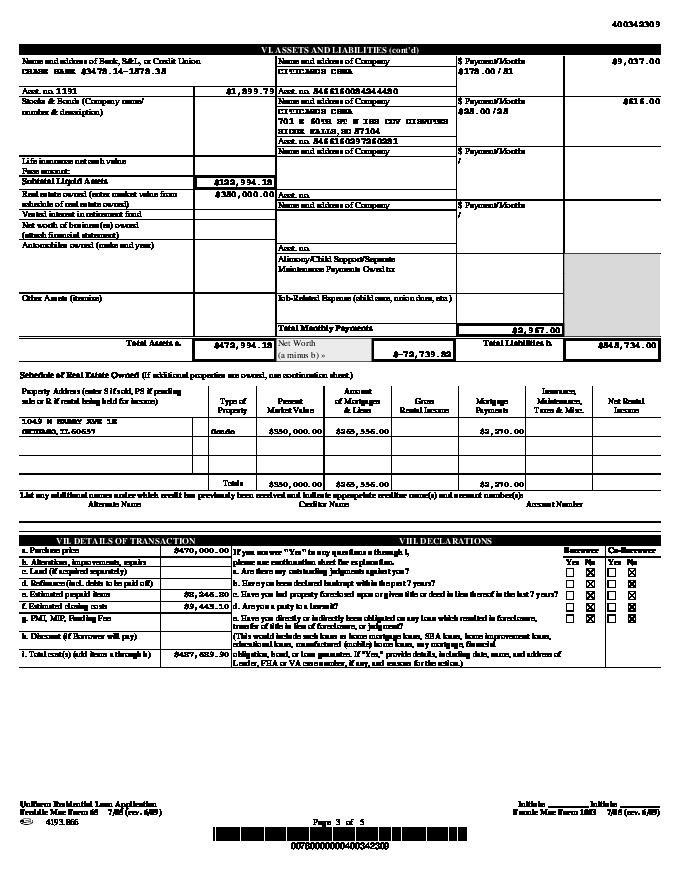 400342309
VI. ASSETS AND LIABILITIES (cont'd)
Name and address of Bank, S&L, or Credit Union
CHASE BANK $3478.14-1578.35
Name and address of Company
CITICARDS CBNA
$ Payment/Months
$178.00 / 51
$9,037.00
Acct. no. 1191
$1,899.79
Acct. no. 5466160084244480
Stocks & Bonds (Company name/
number & description)
Name and address of Company
CITICARDS CBNA
701 E 60TH ST N
SIOUX FALLS, SD 57104
Acct. no. 5466160297260281
$ Payment/Months
$25.00 / 25
$616.00
Name and address of Company
$ Payment/Months
/
Life insurance net cash value
Face amount:
Subtotal Liquid Assets
$122,994.18
Real estate owned (enter market value from
schedule of real estate owned)
$350,000.00
Acct. no.
Vested interest in retirement fund
Name and address of Company
$ Payment/Months
/
Net worth of business(es) owned
(attach financial statement)
Automobiles owned (make and year)
Acct. no.
Alimony/Child Support/Separate
Maintenance Payments Owed to:
Other Assets (itemize)
Job-Related Expense (child care, union dues, etc.)
Total Monthly Payments
$2,967.00
Total Assets a.
$472,994.18
Net Worth
(a minus b) »
$-72,739.82
Total Liabilities b.
$545,734.00
Schedule of Real Estate Owned (If additional properties are owned, use continuation sheet.)
Property Address (enter S if sold, PS if pending
sale or R if rental being held for income)
Type of
Property
Present
Market Value
Amount
of Mortgages
& Liens
Gross
Rental Income
Mortgage
Payments
Insurance,
Maintenance,
Taxes & Misc.
Net Rental
Income
CHICAGO, IL 60657
Condo
$350,000.00
$265,556.00
$2,270.00
Totals
$350,000.00
$265,556.00
$2,270.00
List any additional names under which credit has previously been received and indicate appropriate creditor name(s) and account number(s):
Alternate Name
Creditor Name
Account Number
VII. DETAILS OF TRANSACTION
a. Purchase price $470,000.00
b. Alterations, improvements, repairs
c. Land (if acquired separately)
d. Refinance (incl. debts to be paid off)
e. Estimated prepaid items $8,246.80
f. Estimated closing costs $9,443.10
g. PMI, MIP, Funding Fee
h. Discount (if Borrower will pay)
i. Total costs (add items a through h) $487,689.90
VIII. DECLARATIONS
If you answer "Yes" to any questions a through i,
please use continuation sheet for explanation.
Borrower
Co-Borrower
Yes No
Yes No
a. Are there any outstanding judgments against you?
b. Have you been declared bankrupt within the past 7 years?
c. Have you had property foreclosed upon or given title or deed in lieu thereof in the last 7 years?
d. Are you a party to a lawsuit?
e. Have you directly or indirectly been obligated on any loan which resulted in foreclosure,
transfer of title in lieu of foreclosure, or judgment?
(This would include such loans as home mortgage loans, SBA loans, home improvement loans,
educational loans, manufactured (mobile) home loans, any mortgage, financial
obligation, bond, or loan guarantee. If "Yes," provide details, including date, name, and address of
Lender, FHA or VA case number, if any, and reasons for the action.)
Uniform Residential Loan Application
Freddie Mac Form 65 7/05 (rev. 6/09)
4193.866
Page 3 of 5
Initials: Initials:
Fannie Mae Form 1003 7/05 (rev. 6/09)
0076000000400342309